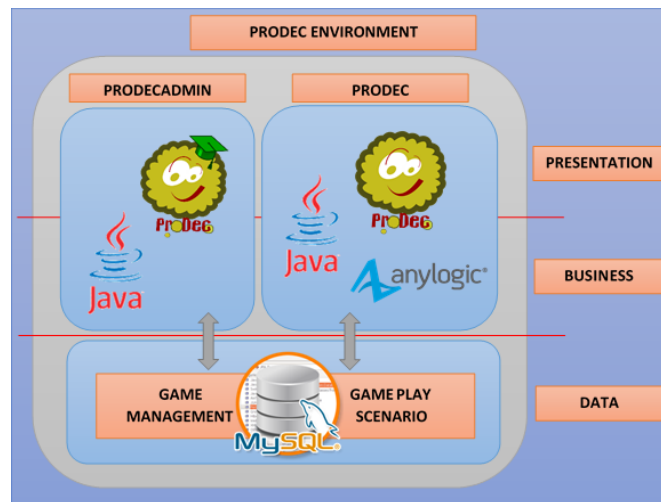 PRODEC ENVIRONMENT
PRODECADMIN
PRODEC
PRESENTATION
ProDec
ProDec
Java
Java
anylogic®
BUSINESS
GAME
MANAGEMENT
GAME PLAY
SCENARIO
MySQL®
DATA